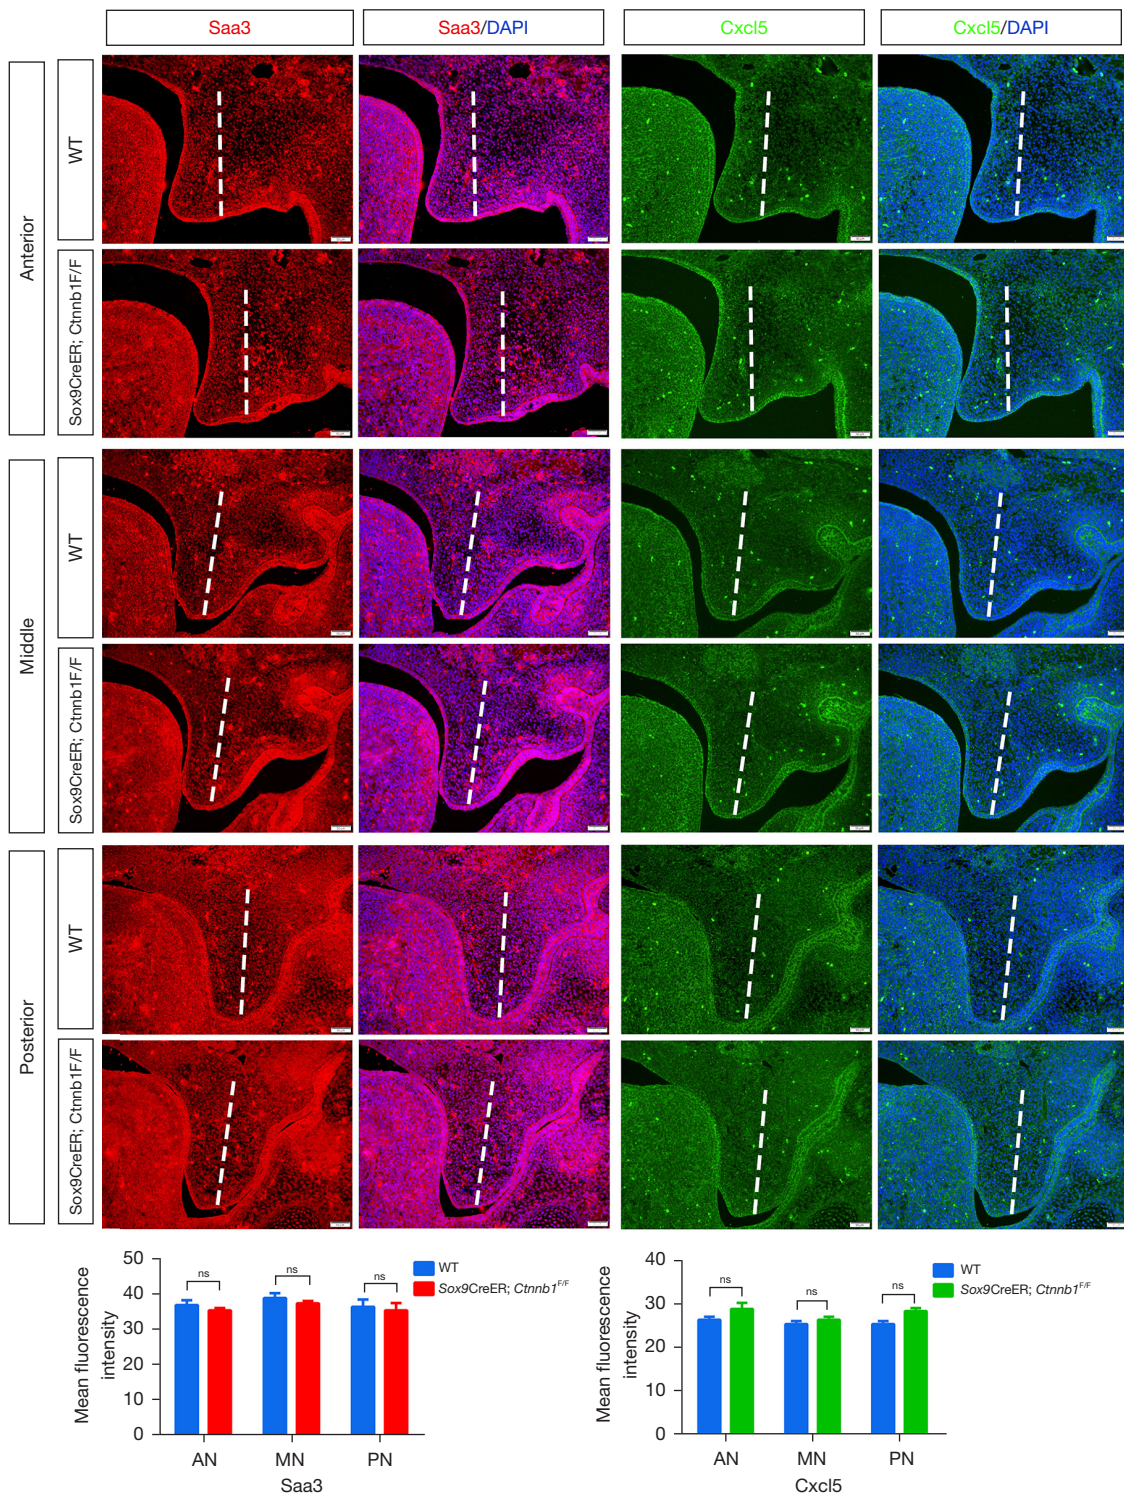 Saa3
Saa3/DAPI
Cxcl5
Cxcl5/DAPI
Anterior
WT
Sox9CreER; Ctnnb1F/F
Middle
WT
Sox9CreER; Ctnnb1F/F
Posterior
WT
Sox9CreER; Ctnnb1F/F
Mean fluorescence
intensity
50
40
30
20
10
0
ns
ns
ns
WT
Sox9CreER; Ctnnb1F/F
AN
MN
PN
Saa3
Mean fluorescence
intensity
40
30
20
10
0
ns
ns
ns
WT
Sox9CreER; Ctnnb1F/F
AN
MN
PN
Cxcl5